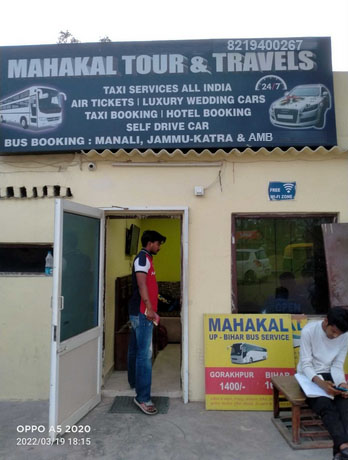 8219400267
MAHAKAL TOUR & TRAVELS
TAXI SERVICES ALL INDIA
AIR TICKETS | LUXURY WEDDING CARS
TAXI BOOKING | HOTEL BOOKING
SELF DRIVE CAR
24/7
BUS BOOKING : MANALI, JAMMU-KATRA & AMB
FREE
WI-FI ZONE
MAHAKAL
UP - BIHAR BUS SERVICE
GORAKHPUR BIHAR
1400/-
OPPO A5 2020
2022/03/19 18:15